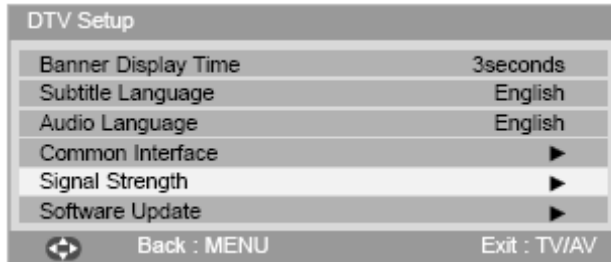 DTV Setup
Banner Display Time 3seconds
Subtitle Language English
Audio Language English
Common Interface ►
Signal Strength ►
Software Update ►
Back : MENU Exit : TV/AV